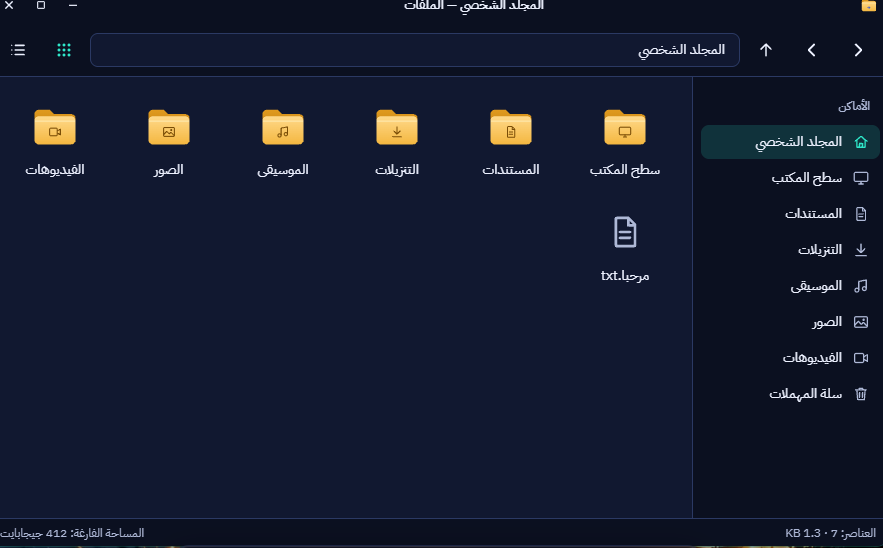 المجلد الشخصي — الملفات
المجلد الشخصي
الأماكن
المجلد الشخصي
سطح المكتب
المستندات
التنزيلات
الموسيقى
الصور
الفيديوهات
سلة المهملات
سطح المكتب
المستندات
التنزيلات
الموسيقى
الصور
الفيديوهات
مرحبا.txt
العناصر: 7 · 1.3 KB
المساحة الفارغة: 412 جيجابايت